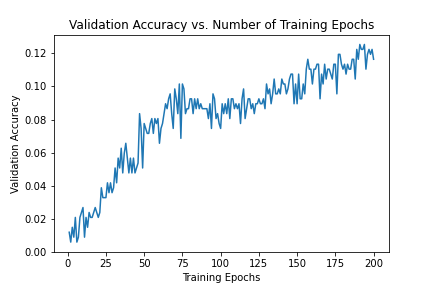 Validation Accuracy vs. Number of Training Epochs
0.12
0.10
0.08
0.06
0.04
0.02
0.00
Validation Accuracy
0 25 50 75 100 125 150 175 200
Training Epochs